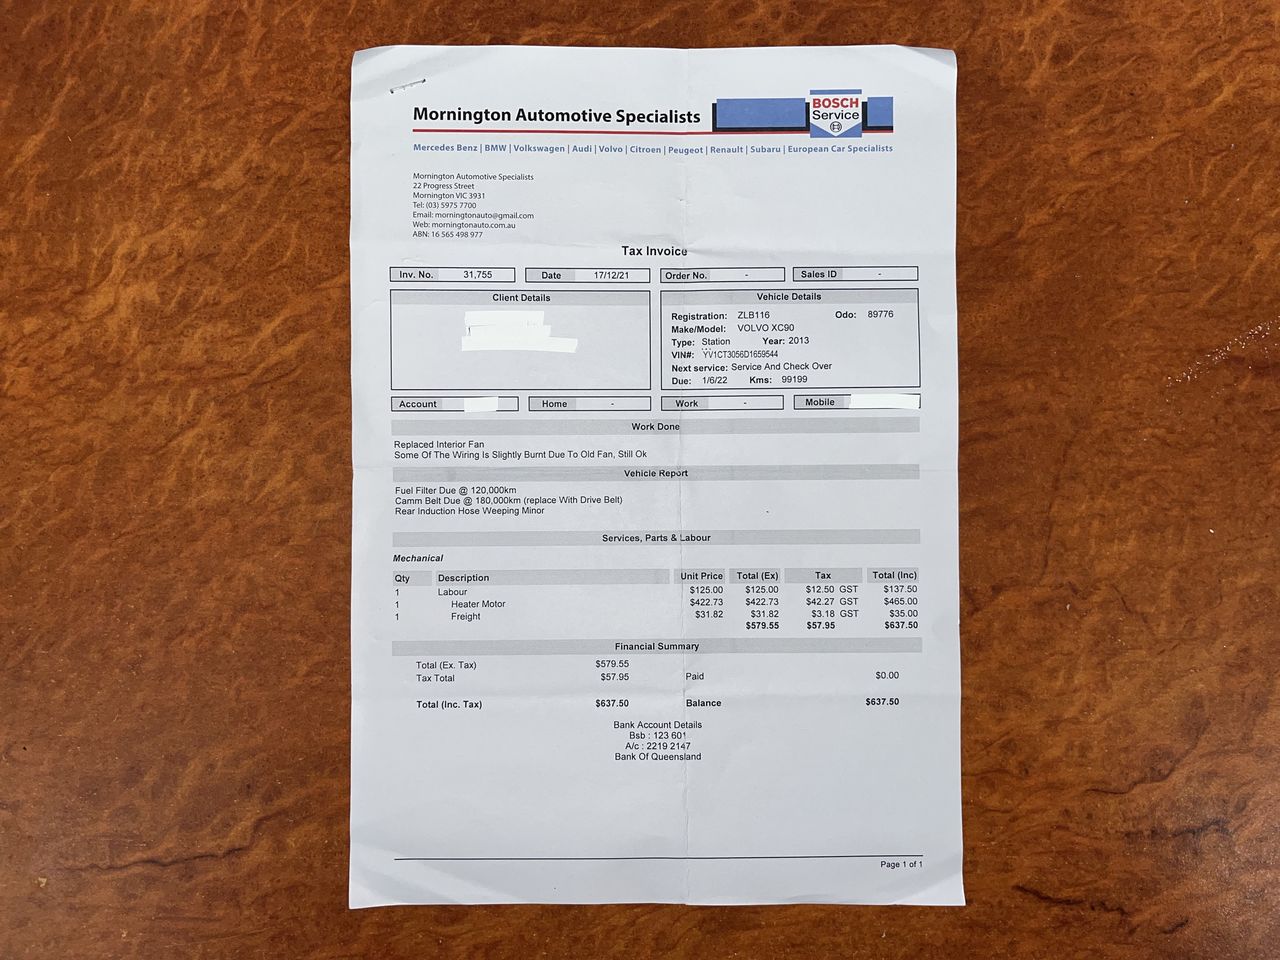 Mornington Automotive Specialists
BOSCH
Service
Mercedes Benz | BMW | Volkswagen | Audi | Volvo | Citroen | Peugeot | Renault | Subaru | European Car Specialists
Mornington Automotive Specialists
22 Progress Street
Mornington VIC 3931
Tel: (03) 5975 7700
Email: morningtonauto@gmail.com
Web: morningtonauto.com.au
ABN: 16 565 498 977
Tax Invoice
Inv. No. 31,755 Date 17/12/21 Order No. - Sales ID -
Client Details
Vehicle Details
Registration: ZLB116 Odo: 89776
Make/Model: VOLVO XC90
Type: Station Year: 2013
VIN#: YV1CT3056D1659544
Next service: Service And Check Over
Due: 1/6/22 Kms: 99199
Account Home - Work - Mobile
Work Done
Replaced Interior Fan
Some Of The Wiring Is Slightly Burnt Due To Old Fan, Still Ok
Vehicle Report
Fuel Filter Due @ 120,000km
Camm Belt Due @ 180,000km (replace With Drive Belt)
Rear Induction Hose Weeping Minor
Services, Parts & Labour
Mechanical
Qty Description Unit Price Total (Ex) Tax Total (Inc)
1 Labour $125.00 $125.00 $12.50 GST $137.50
1 Heater Motor $422.73 $422.73 $42.27 GST $465.00
1 Freight $31.82 $31.82 $3.18 GST $35.00
$579.55 $57.95 $637.50
Financial Summary
Total (Ex. Tax) $579.55
Tax Total $57.95 Paid $0.00
Total (Inc. Tax) $637.50 Balance $637.50
Bank Account Details
Bsb : 123 601
A/c : 2219 2147
Bank Of Queensland
Page 1 of 1